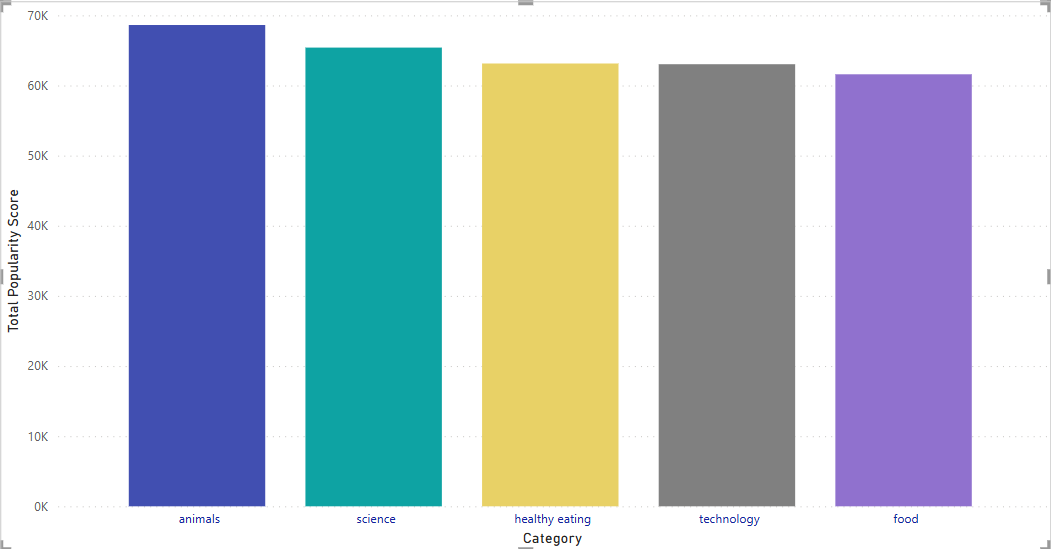 70K
60K
50K
40K
30K
20K
10K
0K
Total Popularity Score
animals science healthy eating technology food
Category